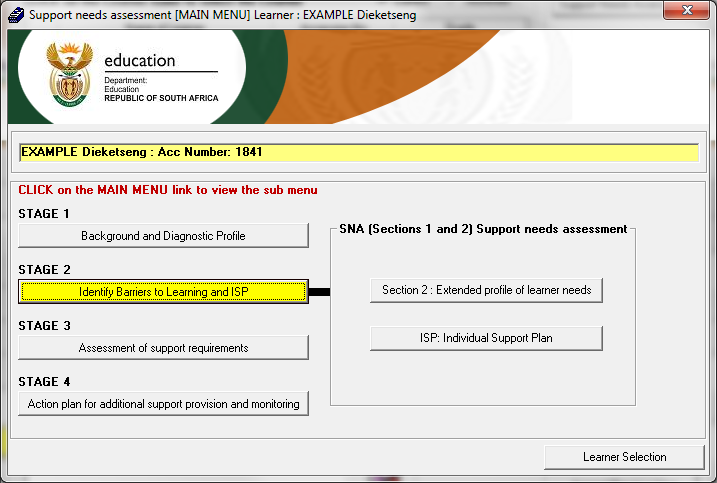 Support needs assessment [MAIN MENU] Learner : EXAMPLE Dieketseng
education
Department:
Education
REPUBLIC OF SOUTH AFRICA
EXAMPLE Dieketseng : Acc Number: 1841
CLICK on the MAIN MENU link to view the sub menu
STAGE 1
Background and Diagnostic Profile
STAGE 2
Identify Barriers to Learning and ISP
STAGE 3
Assessment of support requirements
STAGE 4
Action plan for additional support provision and monitoring
SNA (Sections 1 and 2) Support needs assessment
Section 2 : Extended profile of learner needs
ISP: Individual Support Plan
Learner Selection